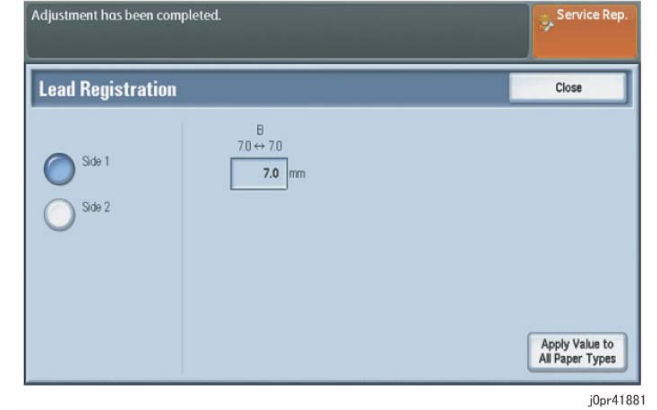 Adjustment has been completed.
Service Rep.
Lead Registration
Close
B
7.0 ↔ 7.0
Side 1
7.0 mm
Side 2
Apply Value to
All Paper Types
j0pr41881